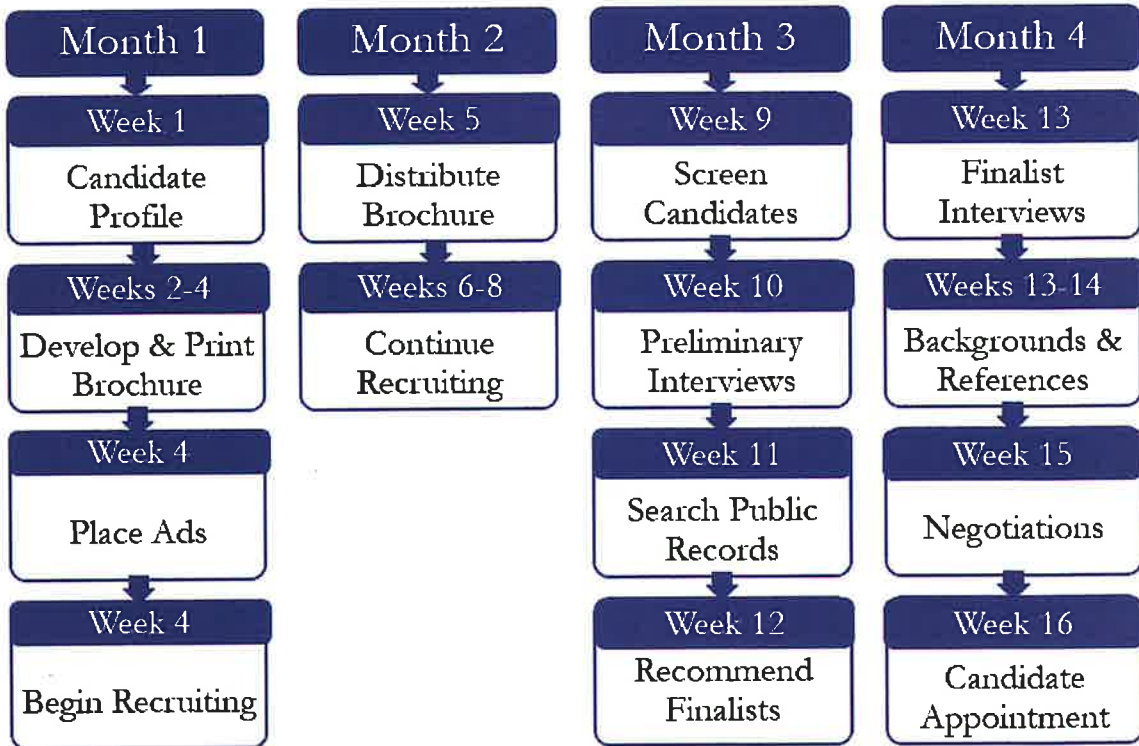 Month 1
Week 1
Candidate
Profile
Weeks 2-4
Develop & Print
Brochure
Week 4
Place Ads
Week 4
Begin Recruiting
Month 2
Week 5
Distribute
Brochure
Weeks 6-8
Continue
Recruiting
Month 3
Week 9
Screen
Candidates
Week 10
Preliminary
Interviews
Week 11
Search Public
Records
Week 12
Recommend
Finalists
Month 4
Week 13
Finalist
Interviews
Weeks 13-14
Backgrounds &
References
Week 15
Negotiations
Week 16
Candidate
Appointment